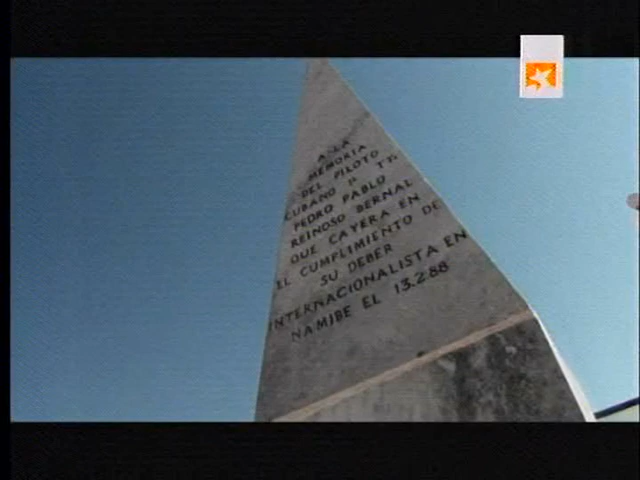 A LA
MEMORIA
DEL PILOTO
CUBANO 1er TTE
PEDRO PABLO
REINOSO BERNAL
QUE CAYERA EN
EL CUMPLIMIENTO DE
SU DEBER
INTERNACIONALISTA EN
NAMIBE EL 13.2.88